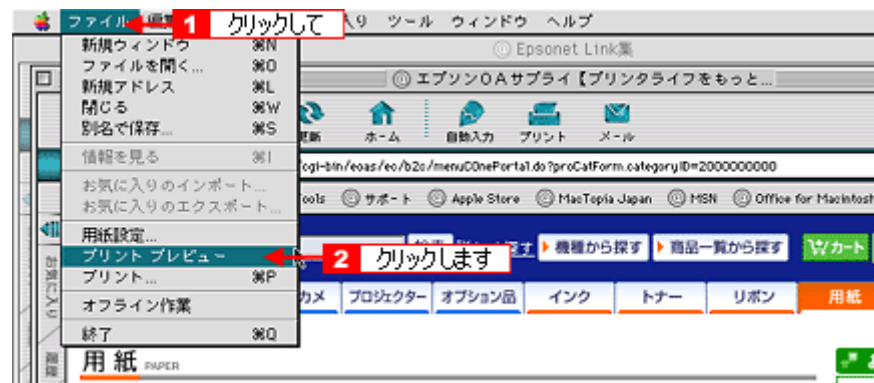 ファイル
1 クリックして
ツール ウィンドウ ヘルプ
新規ウィンドウ ⌘N
Epsonet Link集
ファイルを開く... ⌘O
新規アドレス ⌘L
エプソンOAサプライ【プリンタライフをもっと...
閉じる ⌘W
別名で保存... ⌘S
更新 ホーム 自動入力 プリント メール
情報を見る ⌘I
/cgi-bin/eoas/eo/b2c/menuC0nePortal.do?proCatForm.categoryID=2000000000
お気に入りのインポート...
お気に入りのエクスポート...
ools サポート Apple Store MacTopia Japan MSN Office for Macintosh
用紙設定...
プリント プレビュー
2 クリックします
機種から探す 商品一覧から探す カート
プリント... ⌘P
お気に入り
オフライン作業
カメ プロジェクター オプション品 インク トナー リボン 用紙
終了 ⌘Q
履歴
用紙 PAPER